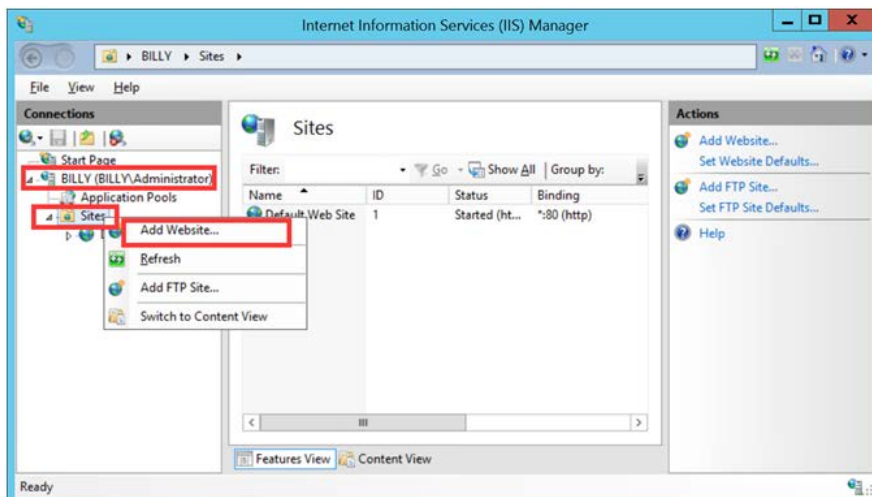 Internet Information Services (IIS) Manager
BILLY Sites
File View Help
Connections
Start Page
BILLY (BILLY\Administrator)
Application Pools
Sites
Add Website...
Refresh
Add FTP Site...
Switch to Content View
Sites
Filter: Go Show All Group by:
Name ID Status Binding
Default Web Site 1 Started (ht... *:80 (http)
Features View Content View
Actions
Add Website...
Set Website Defaults...
Add FTP Site...
Set FTP Site Defaults...
Help
Ready